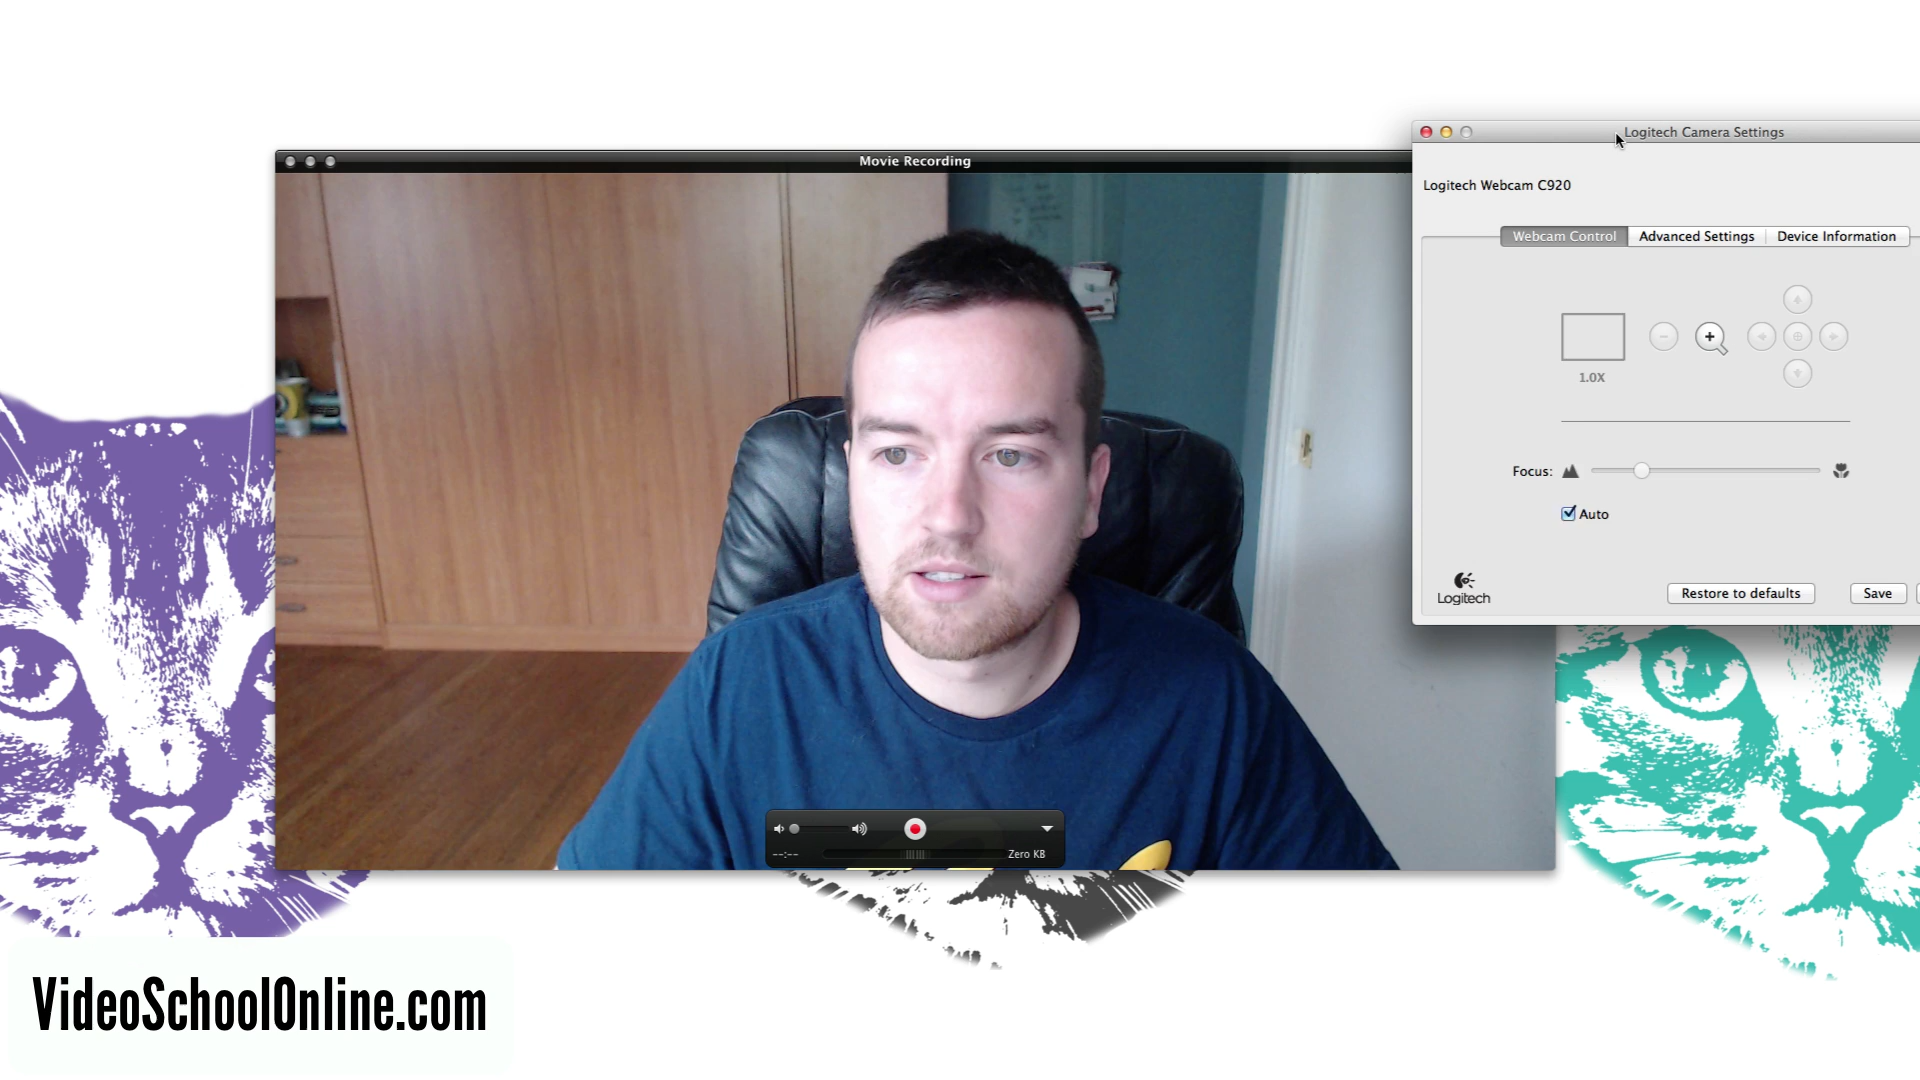 Logitech Camera Settings
Movie Recording
Logitech Webcam C920
Webcam Control
Advanced Settings
Device Information
1.0X
Focus:
Auto
Logitech
Restore to defaults
Save
--:--
Zero KB
VideoSchoolOnline.com